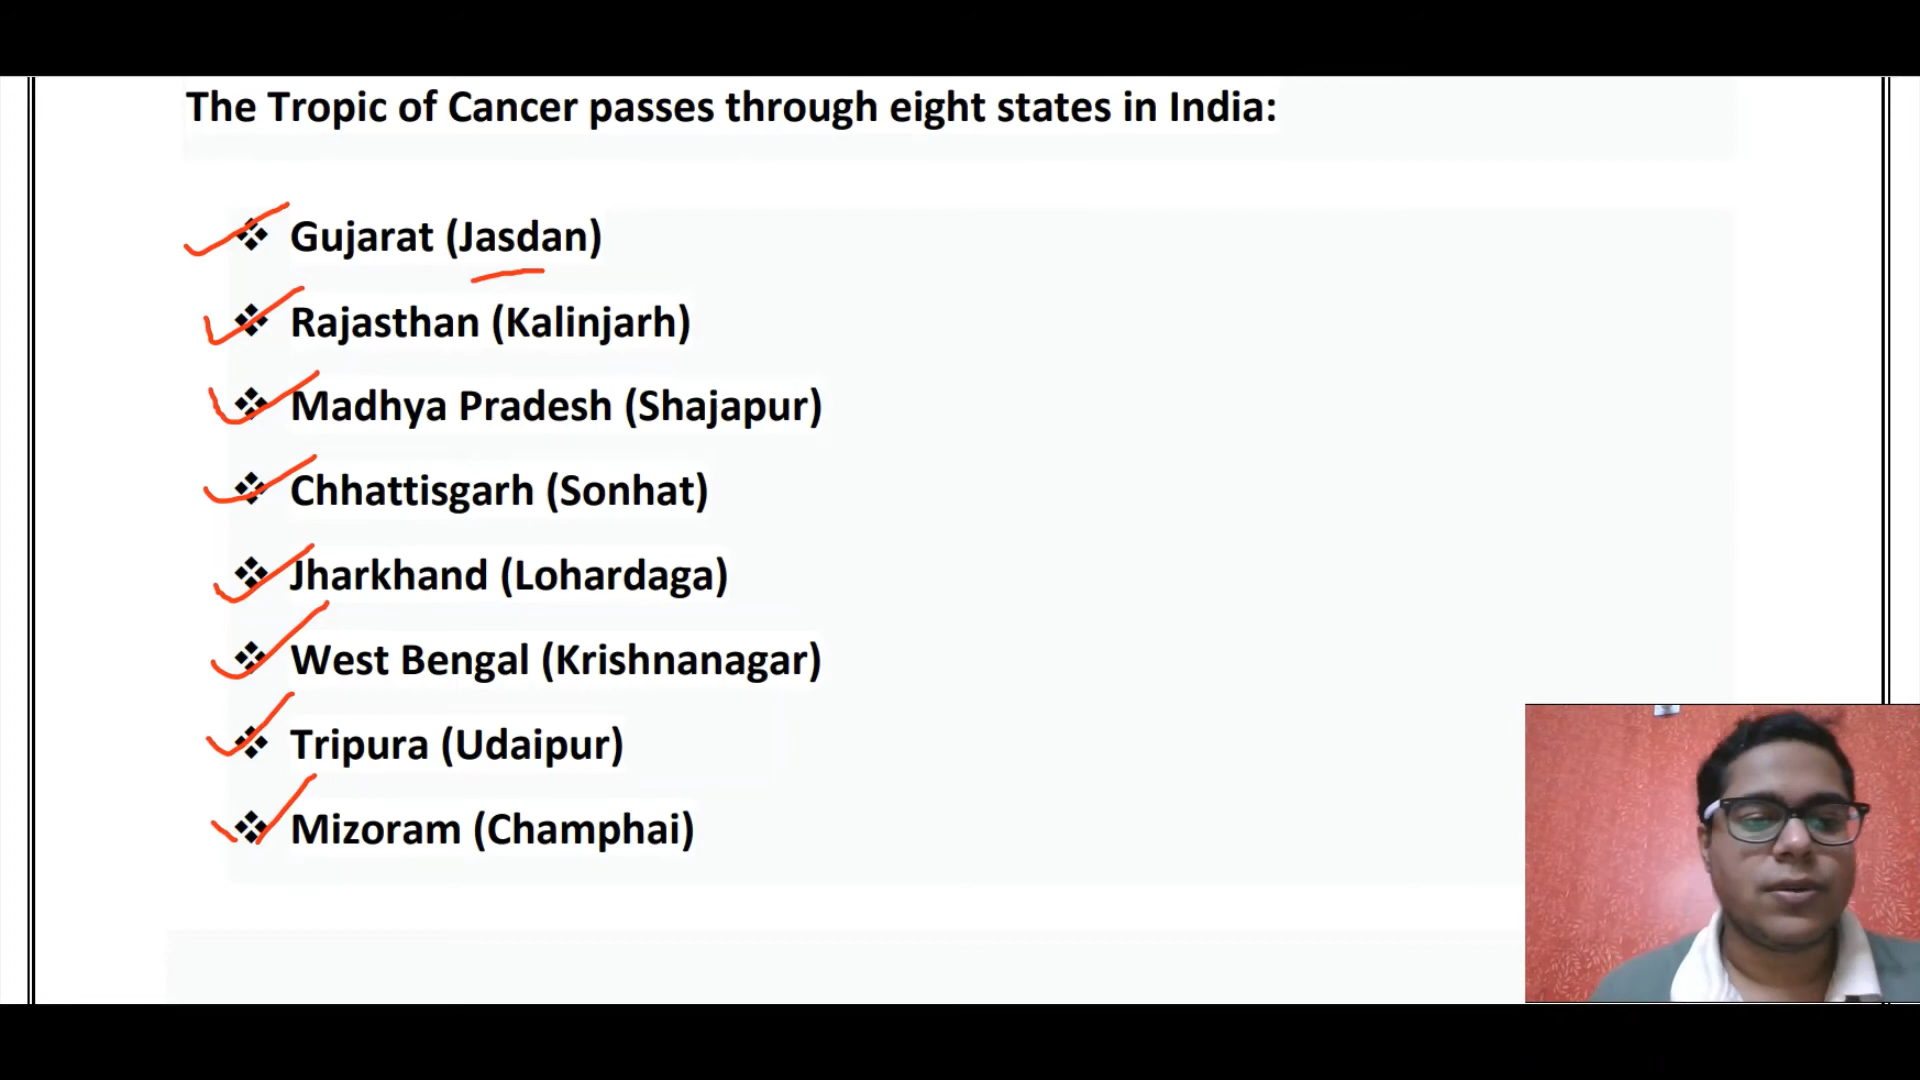 The Tropic of Cancer passes through eight states in India:
Gujarat (Jasdan)
Rajasthan (Kalinjarh)
Madhya Pradesh (Shajapur)
Chhattisgarh (Sonhat)
Jharkhand (Lohardaga)
West Bengal (Krishnanagar)
Tripura (Udaipur)
Mizoram (Champhai)